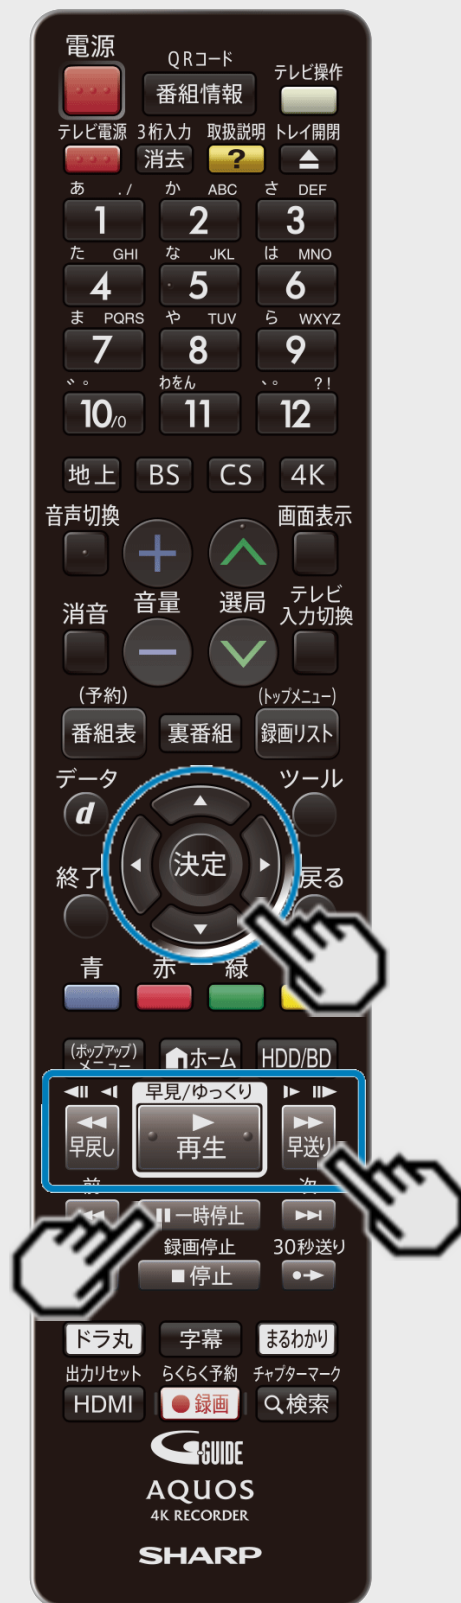 電源
QRコード
テレビ操作
番組情報
テレビ電源 3桁入力 取扱説明 トレイ開閉
消去 ?
あ ./ か ABC さ DEF
1 2 3
た GHI な JKL は MNO
4 5 6
ま PQRS や TUV ら WXYZ
7 8 9
゛゜ わをん 、。 ?!
10/0 11 12
地上 BS CS 4K
音声切換 画面表示
+
消音 音量 選局 テレビ
入力切換
−
(予約) (トップメニュー)
番組表 裏番組 録画リスト
データ ツール
d
決定
終了 戻る
青 赤 緑
(ポップアップ)
メニュー ホーム HDD/BD
早見/ゆっくり
早戻し 再生 早送り
前 次
一時停止
録画停止 30秒送り
停止
ドラ丸 字幕 まるわかり
出力リセット らくらく予約 チャプターマーク
HDMI 録画 検索
G-GUIDE
AQUOS
4K RECORDER
SHARP